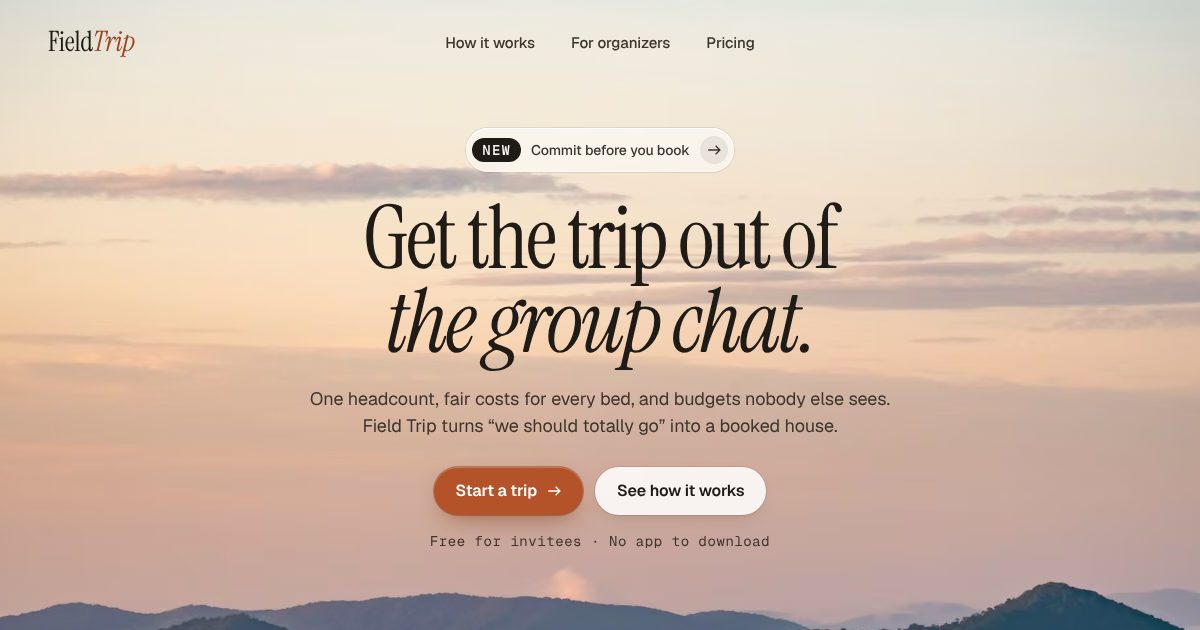 FieldTrip
How it works
For organizers
Pricing
NEW Commit before you book →
Get the trip out of
the group chat.
One headcount, fair costs for every bed, and budgets nobody else sees.
Field Trip turns “we should totally go” into a booked house.
Start a trip →
See how it works
Free for invitees · No app to download